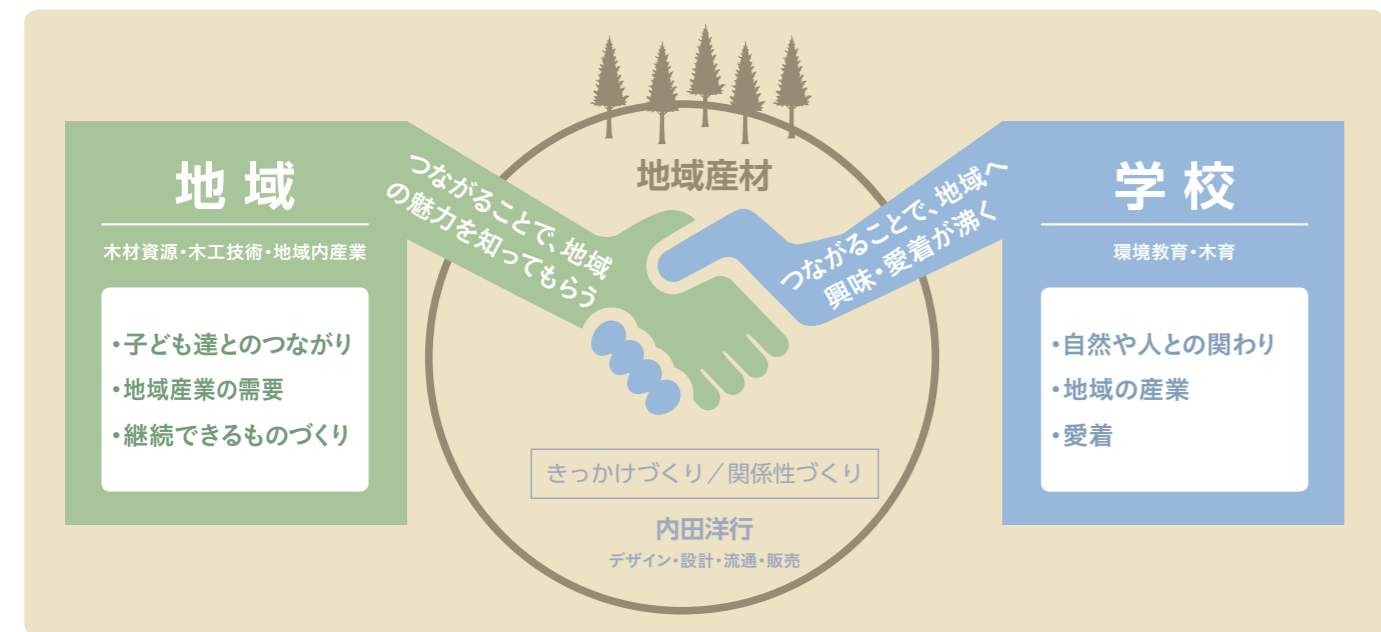 地域
木材資源・木工技術・地域内産業
・子ども達とのつながり
・地域産業の需要
・継続できるものづくり
つながることで、地域
の魅力を知ってもらう
地域産材
つながることで、地域へ
興味・愛着が沸く
きっかけづくり／関係性づくり
内田洋行
デザイン・設計・流通・販売
学校
環境教育・木育
・自然や人との関わり
・地域の産業
・愛着